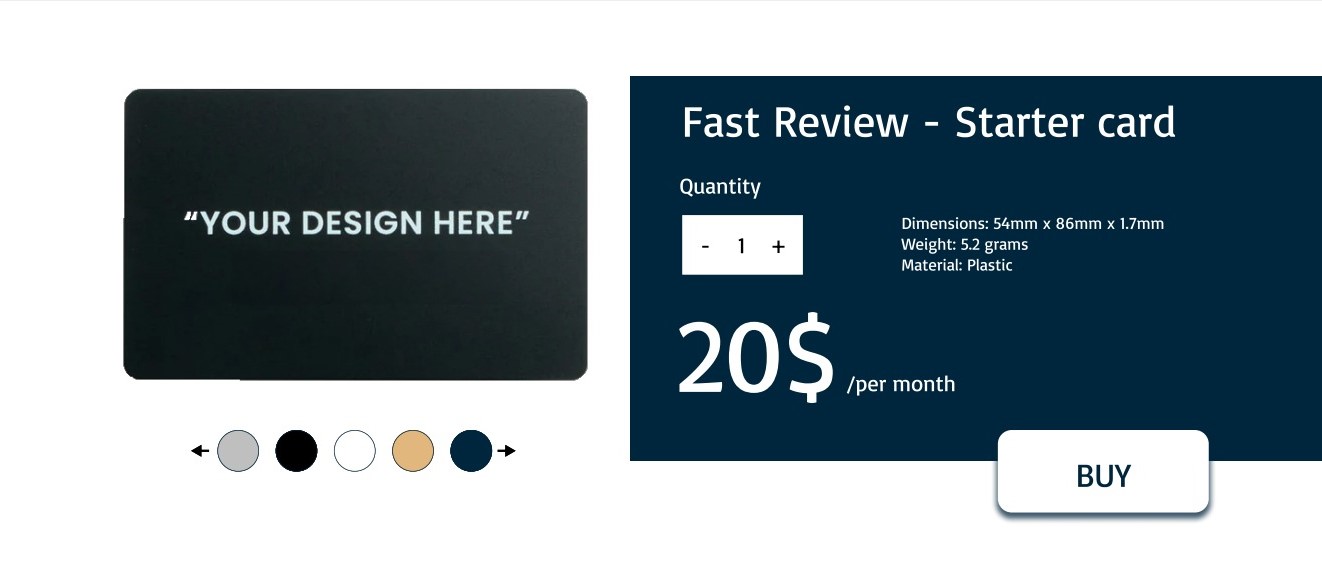 “YOUR DESIGN HERE”
Fast Review - Starter card
Quantity
- 1 +
Dimensions: 54mm x 86mm x 1.7mm
Weight: 5.2 grams
Material: Plastic
20$ /per month
BUY